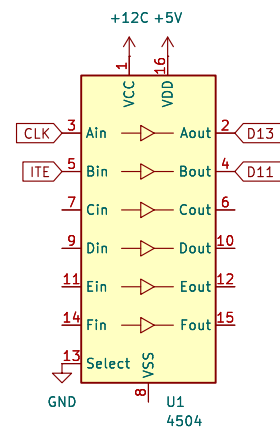 +12C +5V
1 16
VCC VDD
CLK 3 Ain Aout 2 D13
ITE 5 Bin Bout 4 D11
7 Cin Cout 6
9 Din Dout 10
11 Ein Eout 12
14 Fin Fout 15
13 Select VSS
GND 8 U1
4504